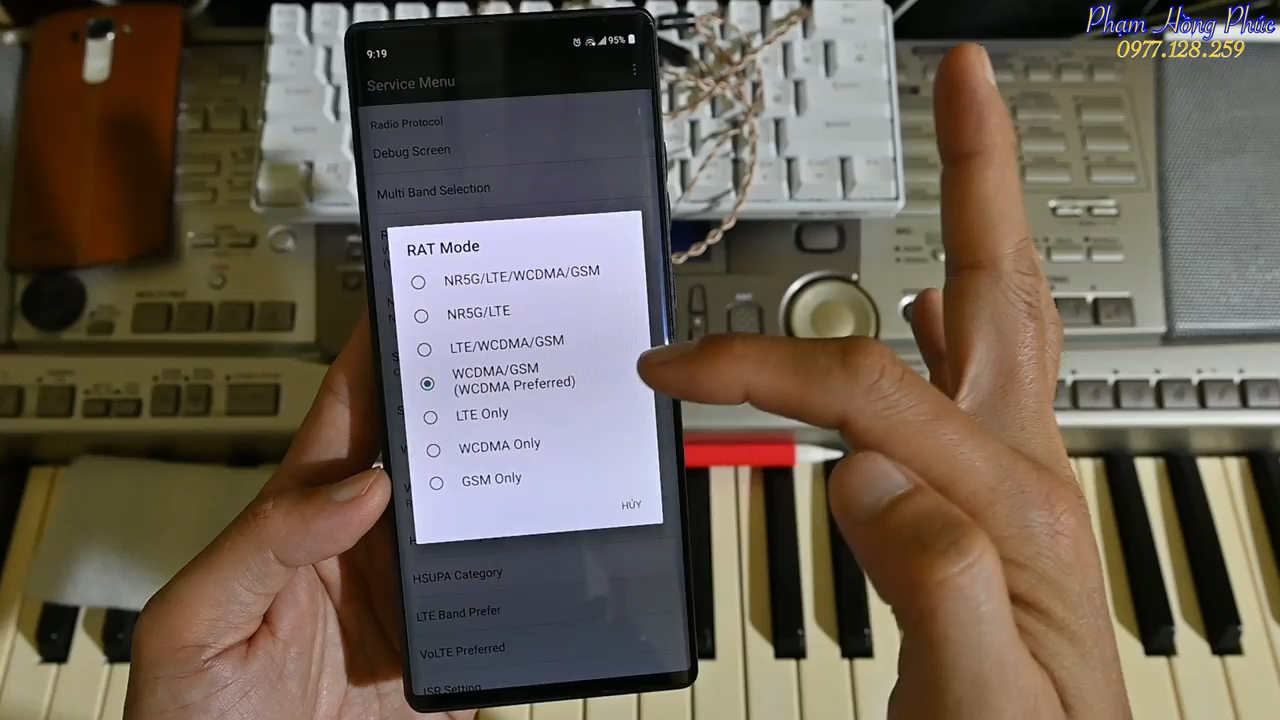 Phạm Hồng Phúc
0977.128.259
9:19
95%
Service Menu
Radio Protocol
Debug Screen
Multi Band Selection
RAT Mode
NR5G/LTE/WCDMA/GSM
NR5G/LTE
LTE/WCDMA/GSM
WCDMA/GSM
(WCDMA Preferred)
LTE Only
WCDMA Only
GSM Only
HỦY
HSUPA Category
LTE Band Prefer
VoLTE Preferred
ISB Setting